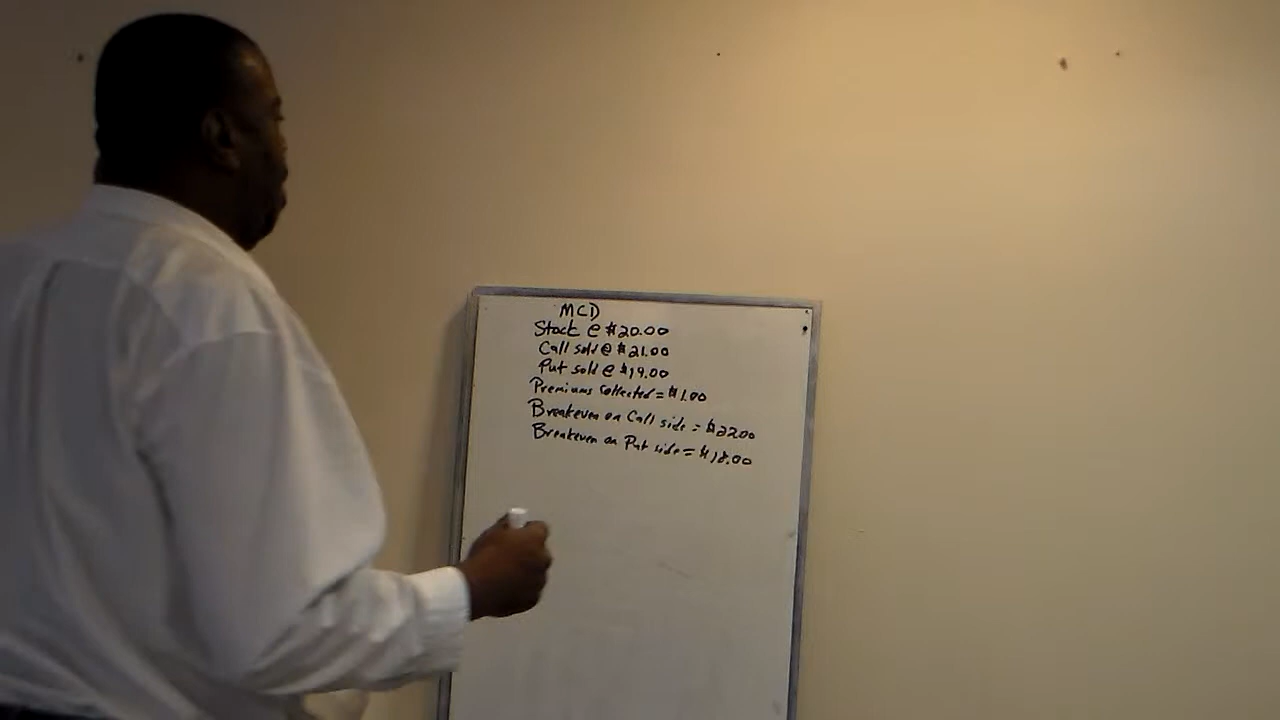 MCD
Stock @ $20.00
Call sold @ $21.00
Put sold @ $19.00
Premiums Collected = $1.00
Breakeven on Call side = $22.00
Breakeven on Put side = $18.00